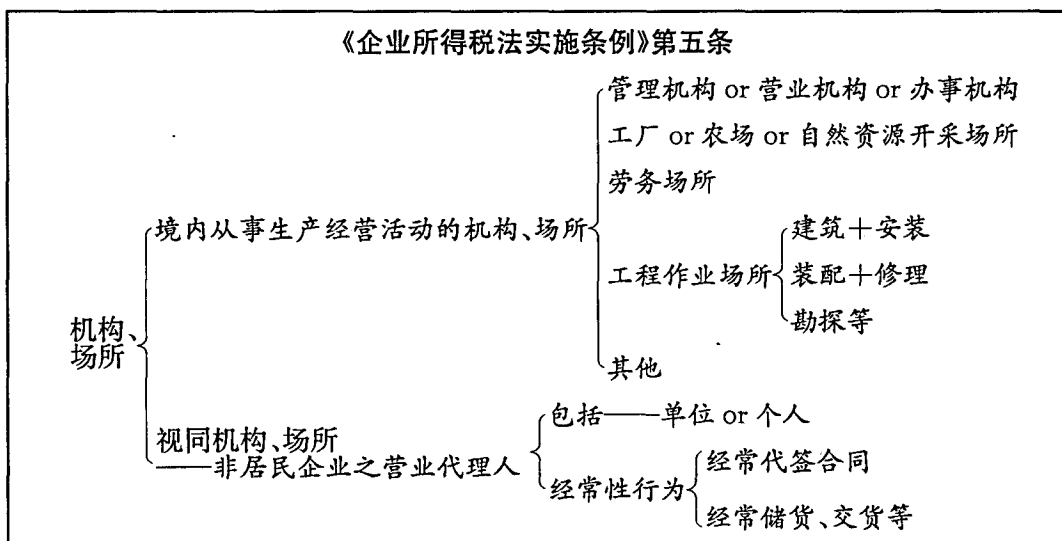 《企业所得税法实施条例》第五条
管理机构 or 营业机构 or 办事机构
工厂 or 农场 or 自然资源开采场所
劳务场所
境内从事生产经营活动的机构、场所
建筑＋安装
工程作业场所
装配＋修理
勘探等
机构、
场所
其他
包括——单位 or 个人
视同机构、场所
——非居民企业之营业代理人
经常代签合同
经常性行为
经常储货、交货等